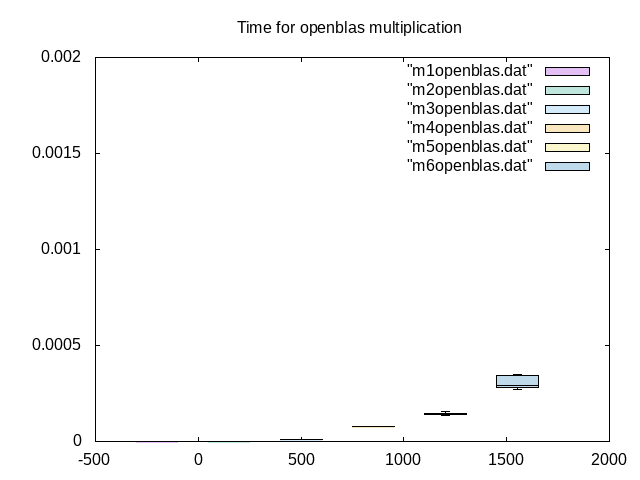 Time for openblas multiplication
0.002
0.0015
0.001
0.0005
0
-500
0
500
1000
1500
2000
"m1openblas.dat"
"m2openblas.dat"
"m3openblas.dat"
"m4openblas.dat"
"m5openblas.dat"
"m6openblas.dat"